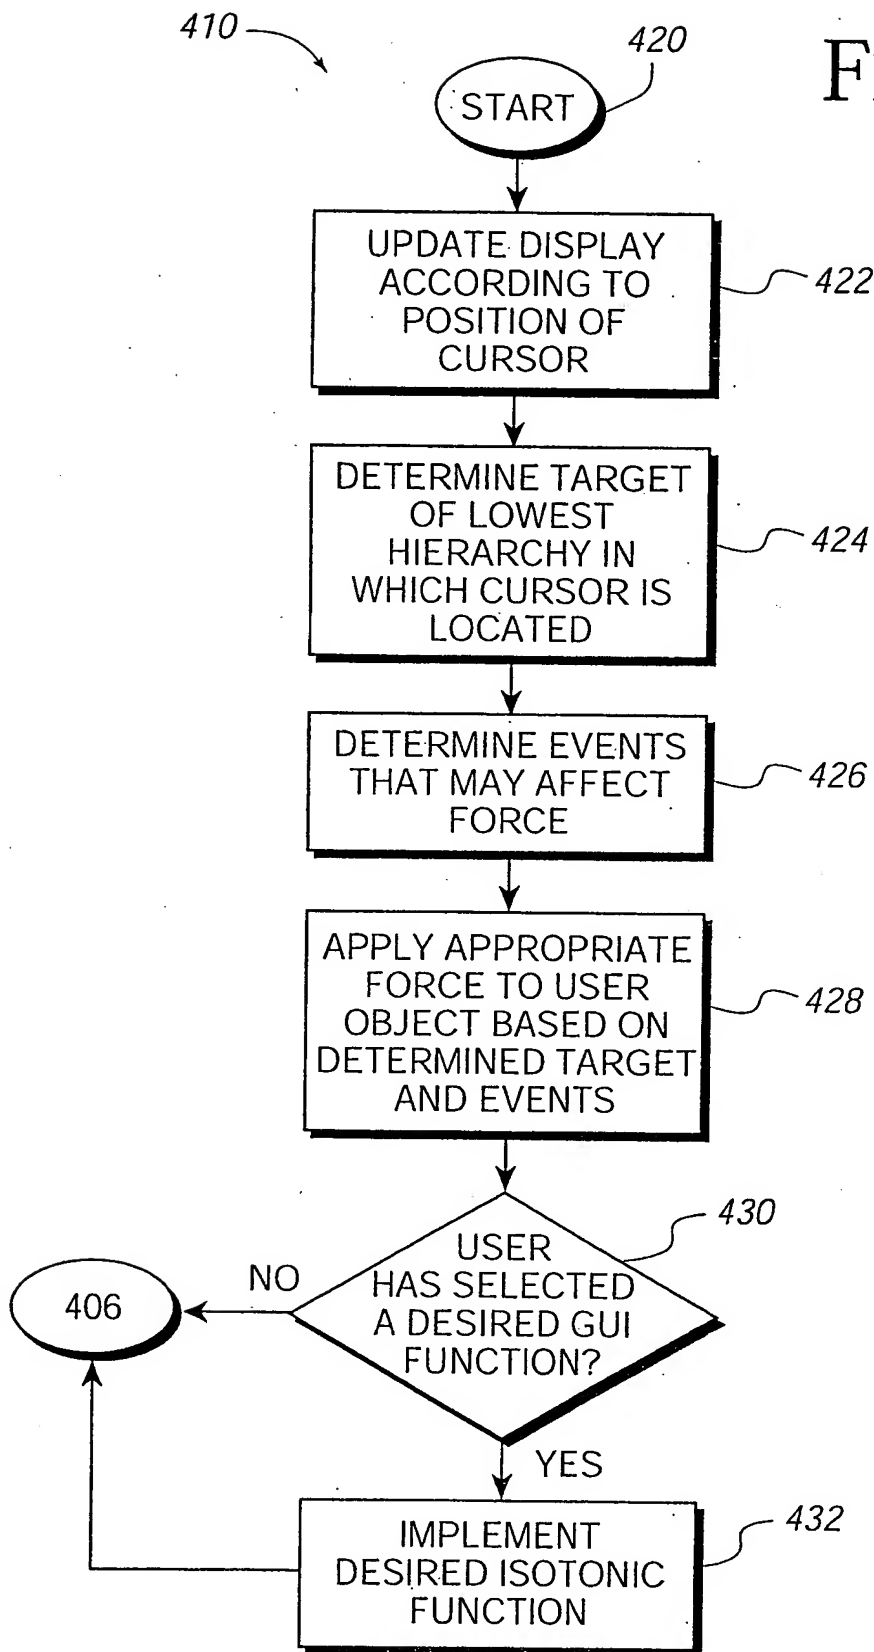 410
420
START
UPDATE DISPLAY
ACCORDING TO
POSITION OF
CURSOR
422
DETERMINE TARGET
OF LOWEST
HIERARCHY IN
WHICH CURSOR IS
LOCATED
424
DETERMINE EVENTS
THAT MAY AFFECT
FORCE
426
APPLY APPROPRIATE
FORCE TO USER
OBJECT BASED ON
DETERMINED TARGET
AND EVENTS
428
USER
HAS SELECTED
A DESIRED GUI
FUNCTION?
430
NO
406
YES
IMPLEMENT
DESIRED ISOTONIC
FUNCTION
432